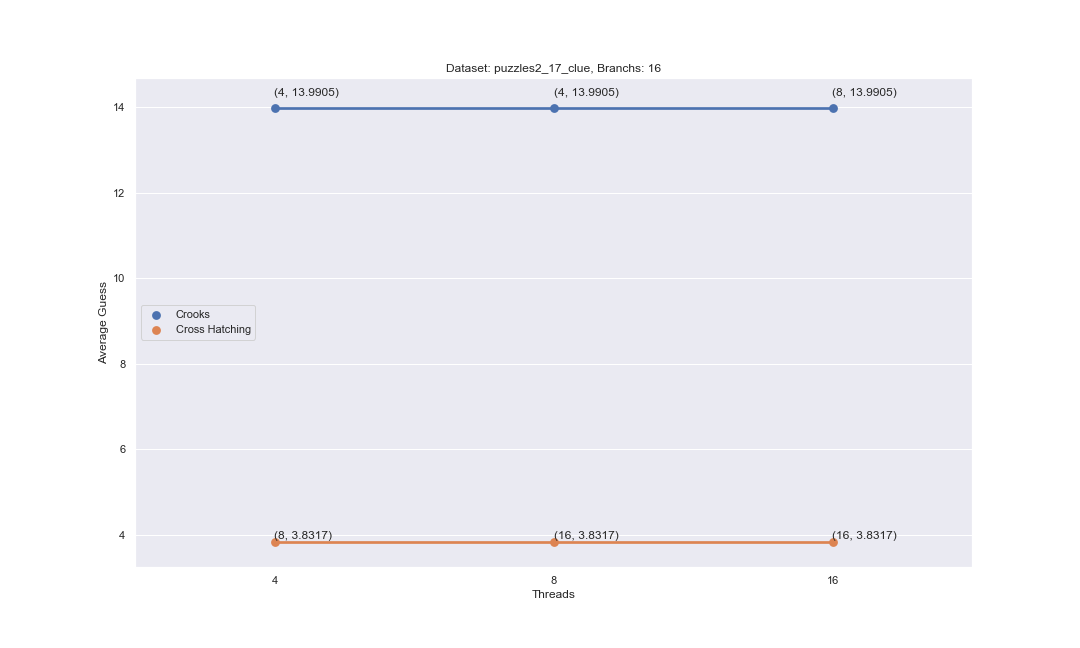 Dataset: puzzles2_17_clue, Branchs: 16
(4, 13.9905) (4, 13.9905) (8, 13.9905)
14
12
10
8
6
4
Average Guess
Crooks
Cross Hatching
(8, 3.8317) (16, 3.8317) (16, 3.8317)
4 8 16
Threads